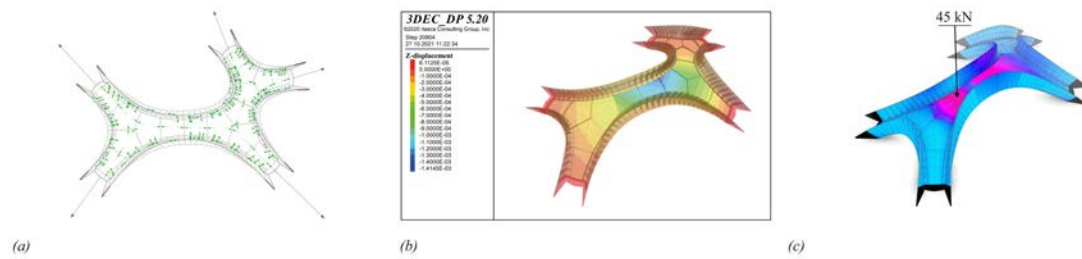 3DEC_DP 5.20
©2020 Itasca Consulting Group, Inc.
Step 20904
27.10.2021 11:22:34
Z-displacement
6.1125E-05
0.0000E+00
-1.0000E-04
-2.0000E-04
-3.0000E-04
-4.0000E-04
-5.0000E-04
-6.0000E-04
-7.0000E-04
-8.0000E-04
-9.0000E-04
-1.0000E-03
-1.1000E-03
-1.2000E-03
-1.3000E-03
-1.4000E-03
-1.4145E-03
45 kN
(a)
(b)
(c)